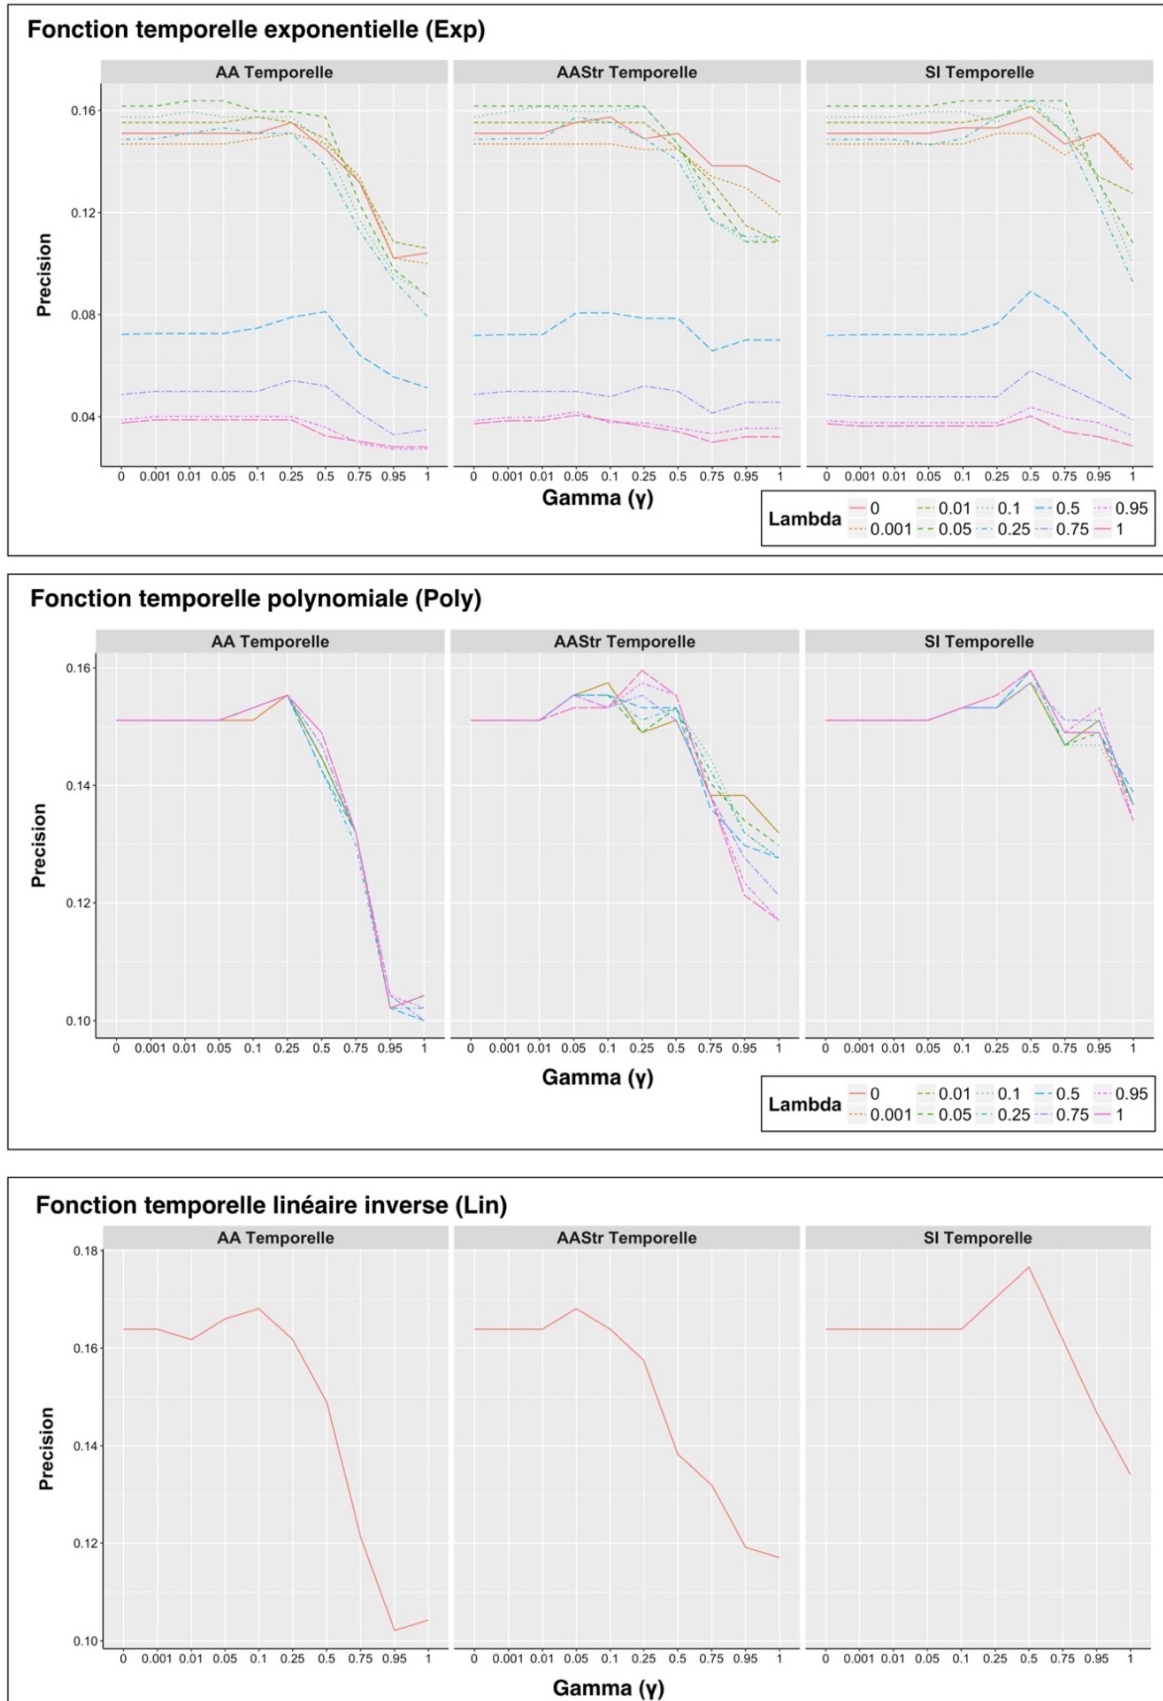 Fonction temporelle exponentielle (Exp)
AA Temporelle AAStr Temporelle SI Temporelle
0.16
0.12
0.08
0.04
Precision
0 0.001 0.01 0.05 0.1 0.25 0.5 0.75 0.95 1 0 0.001 0.01 0.05 0.1 0.25 0.5 0.75 0.95 1 0 0.001 0.01 0.05 0.1 0.25 0.5 0.75 0.95 1
Gamma (γ)
Lambda 0 0.01 0.1 0.5 0.95
0.001 0.05 0.25 0.75 1
Fonction temporelle polynomiale (Poly)
AA Temporelle AAStr Temporelle SI Temporelle
0.16
0.14
0.12
0.10
Precision
0 0.001 0.01 0.05 0.1 0.25 0.5 0.75 0.95 1 0 0.001 0.01 0.05 0.1 0.25 0.5 0.75 0.95 1 0 0.001 0.01 0.05 0.1 0.25 0.5 0.75 0.95 1
Gamma (γ)
Lambda 0 0.01 0.1 0.5 0.95
0.001 0.05 0.25 0.75 1
Fonction temporelle linéaire inverse (Lin)
AA Temporelle AAStr Temporelle SI Temporelle
0.18
0.16
0.14
0.12
0.10
Precision
0 0.001 0.01 0.05 0.1 0.25 0.5 0.75 0.95 1 0 0.001 0.01 0.05 0.1 0.25 0.5 0.75 0.95 1 0 0.001 0.01 0.05 0.1 0.25 0.5 0.75 0.95 1
Gamma (γ)